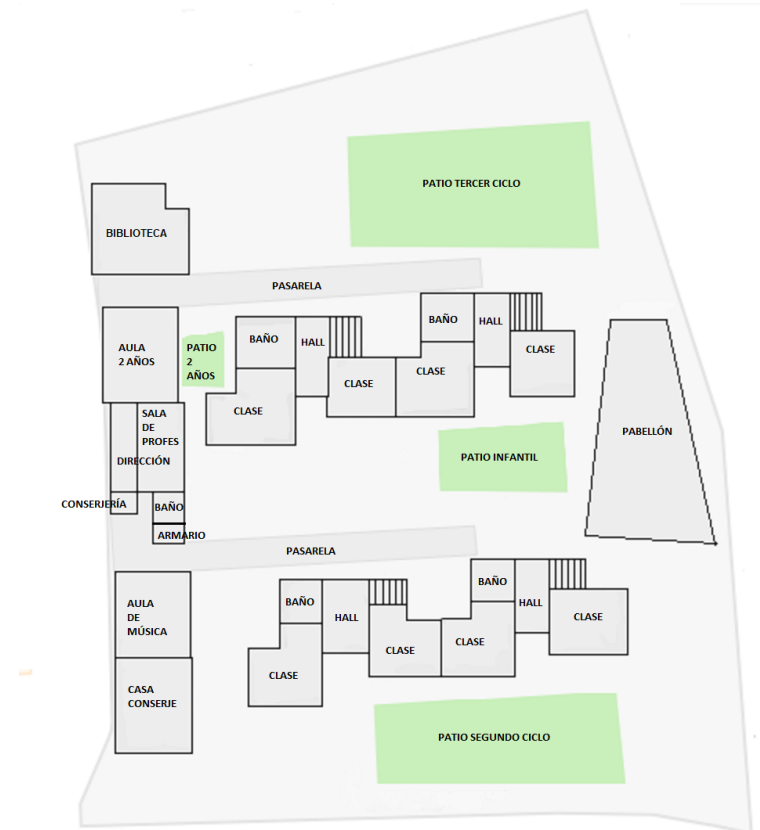 PATIO TERCER CICLO
BIBLIOTECA
PASARELA
BAÑO
HALL
BAÑO
HALL
AULA
2 AÑOS
PATIO
2
AÑOS
CLASE
CLASE
CLASE
CLASE
SALA
DE
PROFES
DIRECCIÓN
PABELLÓN
PATIO INFANTIL
CONSERJERÍA
BAÑO
ARMARIO
PASARELA
BAÑO
HALL
BAÑO
HALL
AULA
DE
MÚSICA
CLASE
CLASE
CLASE
CLASE
CASA
CONSERJE
PATIO SEGUNDO CICLO